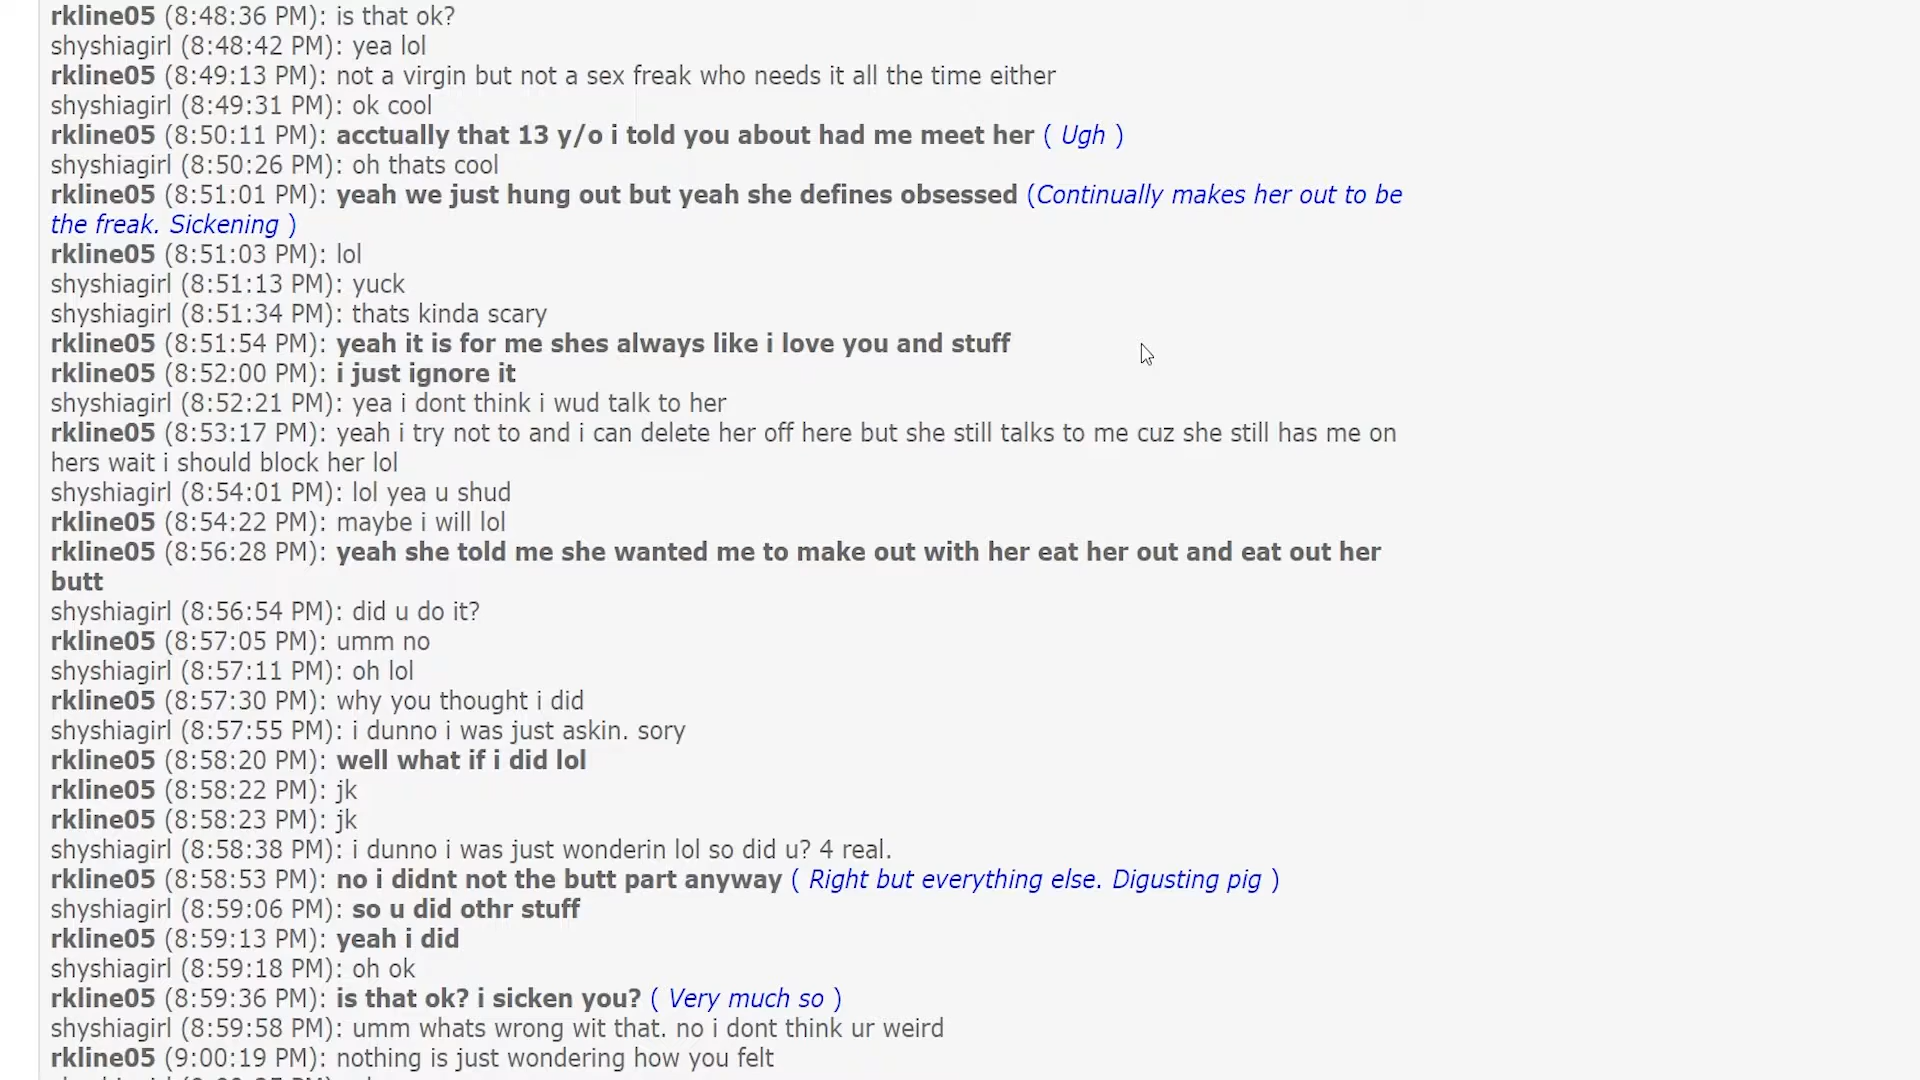 rkline05 (8:48:36 PM): is that ok?
shyshiagirl (8:48:42 PM): yea lol
rkline05 (8:49:13 PM): not a virgin but not a sex freak who needs it all the time either
shyshiagirl (8:49:31 PM): ok cool
rkline05 (8:50:11 PM): acctually that 13 y/o i told you about had me meet her ( Ugh )
shyshiagirl (8:50:26 PM): oh thats cool
rkline05 (8:51:01 PM): yeah we just hung out but yeah she defines obsessed (Continually makes her out to be
the freak. Sickening )
rkline05 (8:51:03 PM): lol
shyshiagirl (8:51:13 PM): yuck
shyshiagirl (8:51:34 PM): thats kinda scary
rkline05 (8:51:54 PM): yeah it is for me shes always like i love you and stuff
rkline05 (8:52:00 PM): i just ignore it
shyshiagirl (8:52:21 PM): yea i dont think i wud talk to her
rkline05 (8:53:17 PM): yeah i try not to and i can delete her off here but she still talks to me cuz she still has me on
hers wait i should block her lol
shyshiagirl (8:54:01 PM): lol yea u shud
rkline05 (8:54:22 PM): maybe i will lol
rkline05 (8:56:28 PM): yeah she told me she wanted me to make out with her eat her out and eat out her
butt
shyshiagirl (8:56:54 PM): did u do it?
rkline05 (8:57:05 PM): umm no
shyshiagirl (8:57:11 PM): oh lol
rkline05 (8:57:30 PM): why you thought i did
shyshiagirl (8:57:55 PM): i dunno i was just askin. sory
rkline05 (8:58:20 PM): well what if i did lol
rkline05 (8:58:22 PM): jk
rkline05 (8:58:23 PM): jk
shyshiagirl (8:58:38 PM): i dunno i was just wonderin lol so did u? 4 real.
rkline05 (8:58:53 PM): no i didnt not the butt part anyway ( Right but everything else. Digusting pig )
shyshiagirl (8:59:06 PM): so u did othr stuff
rkline05 (8:59:13 PM): yeah i did
shyshiagirl (8:59:18 PM): oh ok
rkline05 (8:59:36 PM): is that ok? i sicken you? ( Very much so )
shyshiagirl (8:59:58 PM): umm whats wrong wit that. no i dont think ur weird
rkline05 (9:00:19 PM): nothing is just wondering how you felt